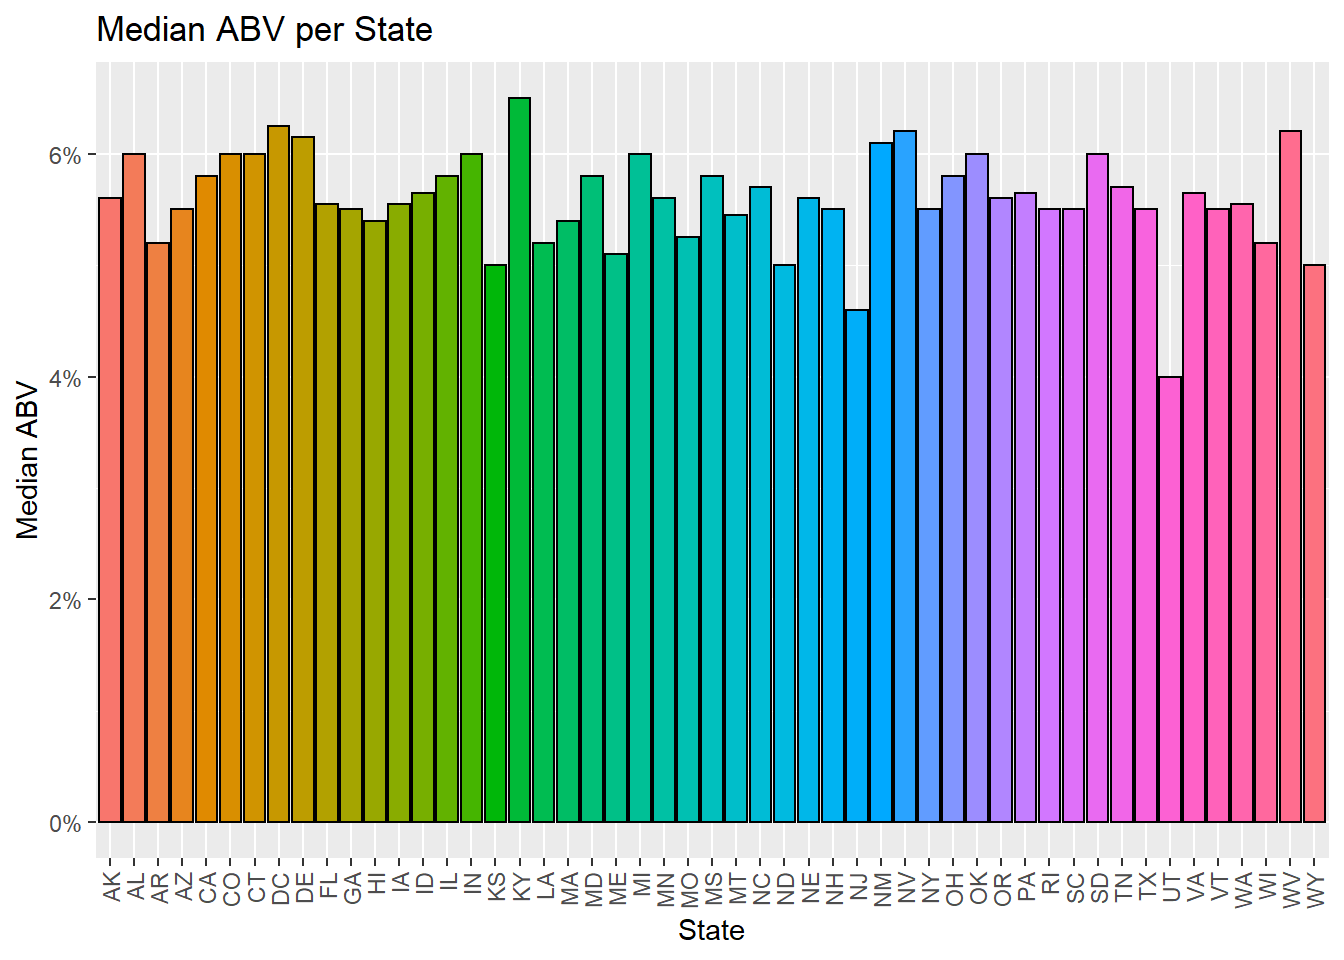 Median ABV per State
Median ABV
6%
4%
2%
0%
AK AL AR AZ CA CO CT DC DE FL GA HI IA ID IL IN KS KY LA MA MD ME MI MN MO MS MT NC ND NE NH NJ NM NV NY OH OK OR PA RI SC SD TN TX UT VA VT WA WI WV WY
State